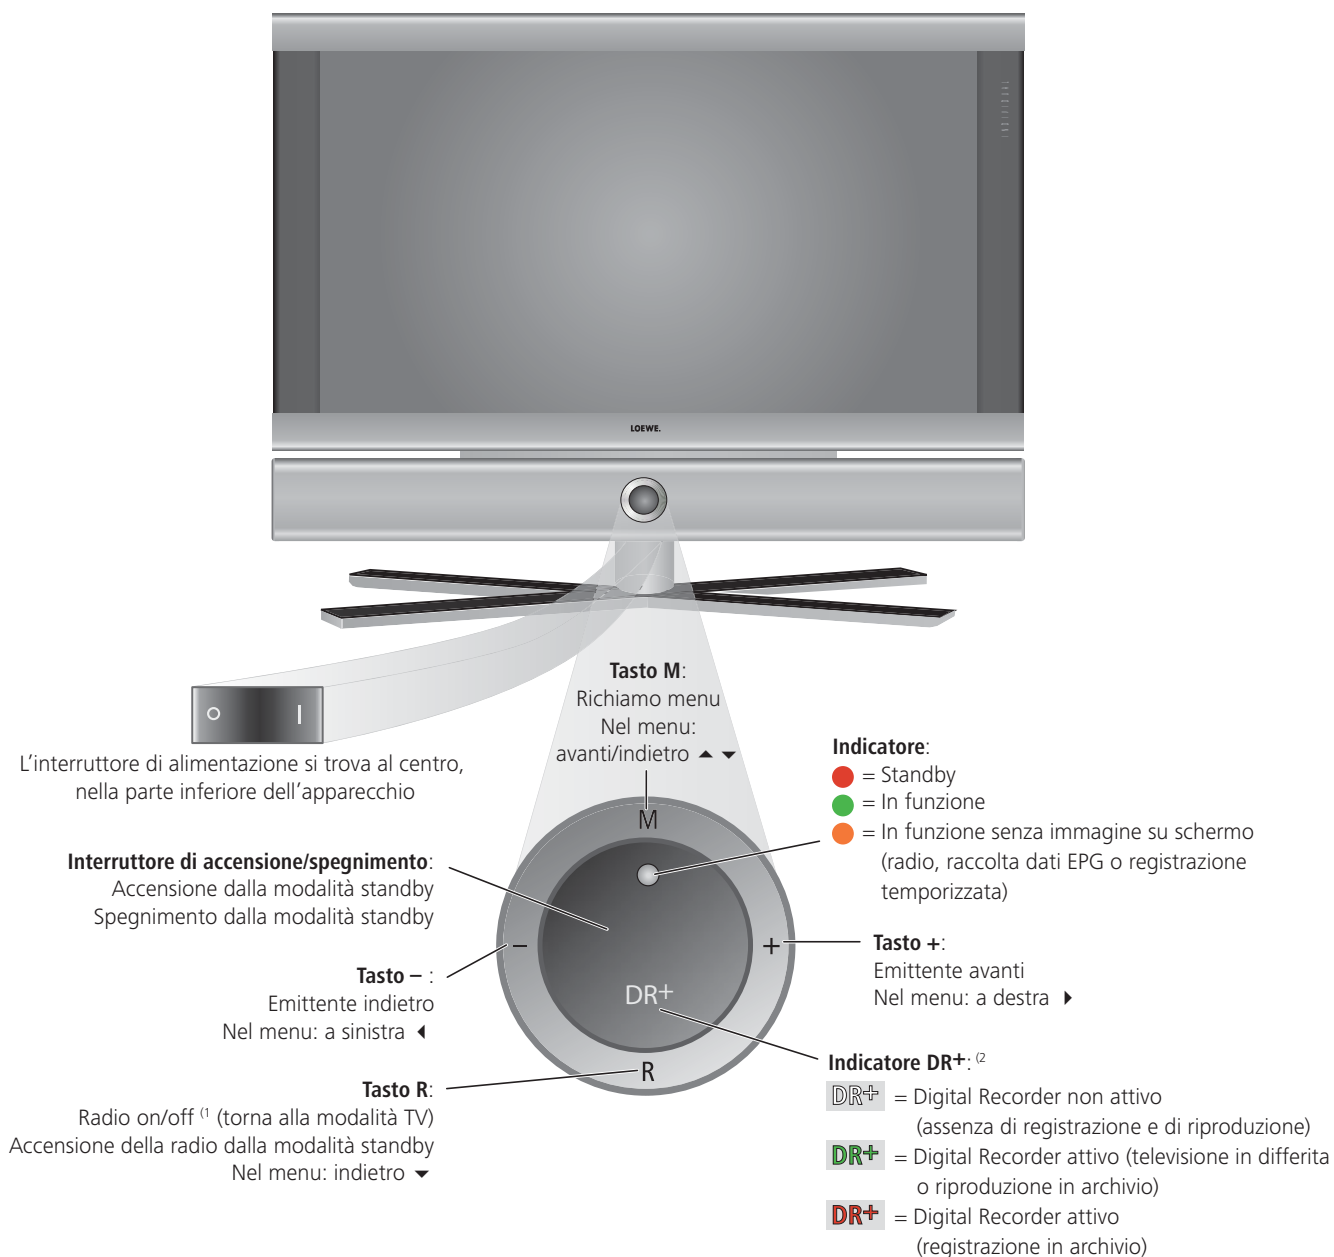 LOEWE.
Tasto M:
Richiamo menu
Nel menu:
avanti/indietro ▲ ▼
L'interruttore di alimentazione si trova al centro,
nella parte inferiore dell'apparecchio
Indicatore:
= Standby
= In funzione
= In funzione senza immagine su schermo
(radio, raccolta dati EPG o registrazione
temporizzata)
Interruttore di accensione/spegnimento:
Accensione dalla modalità standby
Spegnimento dalla modalità standby
M
–
+
DR+
R
Tasto – :
Emittente indietro
Nel menu: a sinistra ◀
Tasto +:
Emittente avanti
Nel menu: a destra ▶
Tasto R:
Radio on/off (1 (torna alla modalità TV)
Accensione della radio dalla modalità standby
Nel menu: indietro ▼
Indicatore DR+: (2
DR+ = Digital Recorder non attivo
(assenza di registrazione e di riproduzione)
DR+ = Digital Recorder attivo (televisione in differita
o riproduzione in archivio)
DR+ = Digital Recorder attivo
(registrazione in archivio)